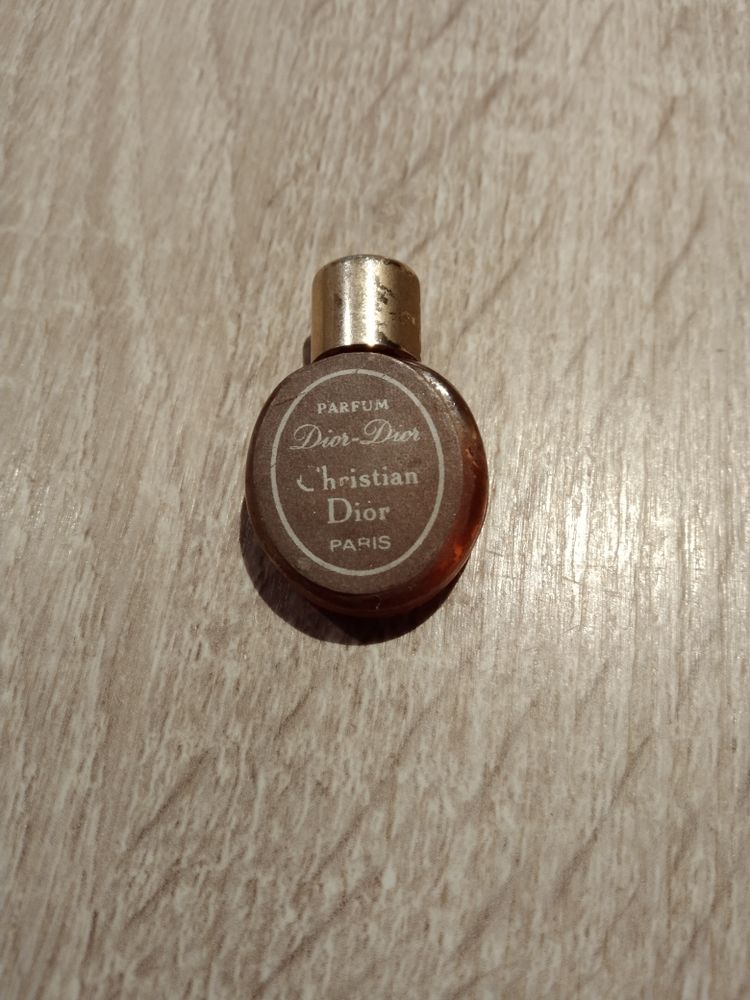 PARFUM
Dior-Dior
Christian
Dior
PARIS